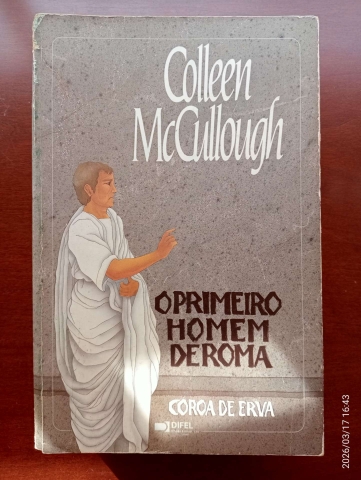 Colleen
McCullough
O PRIMEIRO
HOMEM
DE ROMA
COROA DE ERVA
DIFEL
2026/03/17 16:43